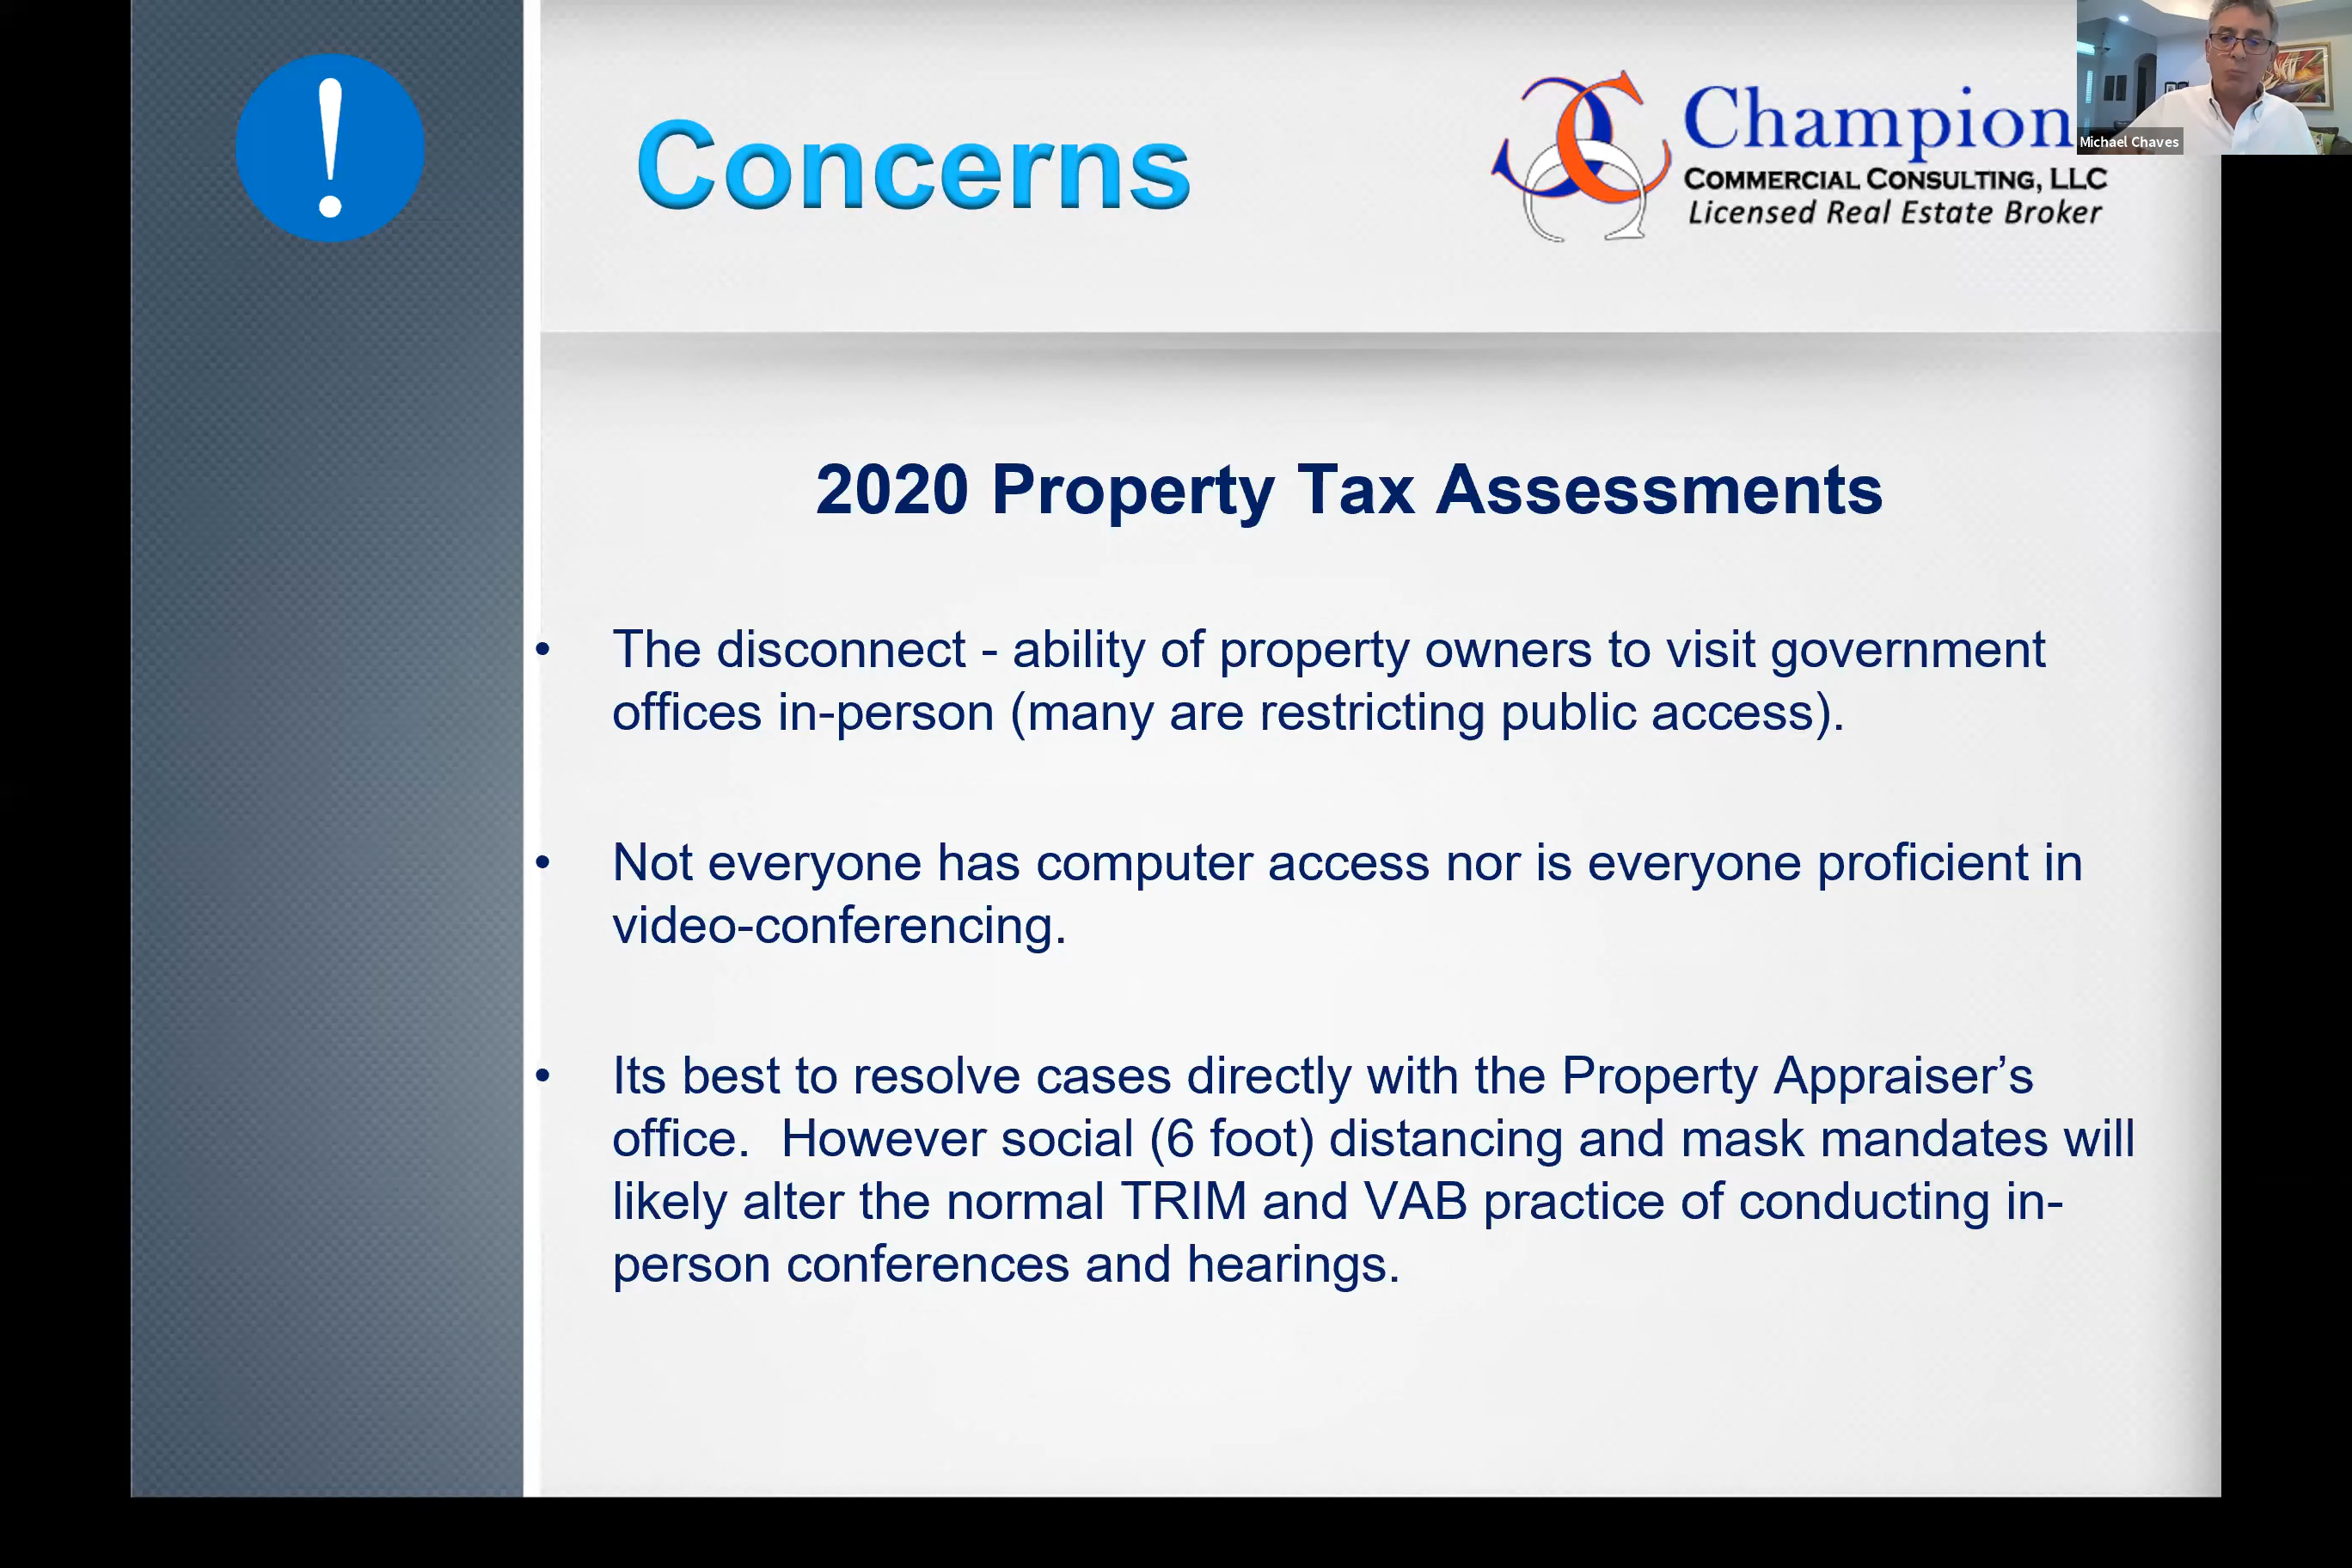 Concerns
Champion
COMMERCIAL CONSULTING, LLC
Licensed Real Estate Broker
Michael Chaves
2020 Property Tax Assessments
• The disconnect - ability of property owners to visit government
offices in-person (many are restricting public access).
• Not everyone has computer access nor is everyone proficient in
video-conferencing.
• Its best to resolve cases directly with the Property Appraiser’s
office.  However social (6 foot) distancing and mask mandates will
likely alter the normal TRIM and VAB practice of conducting in-
person conferences and hearings.